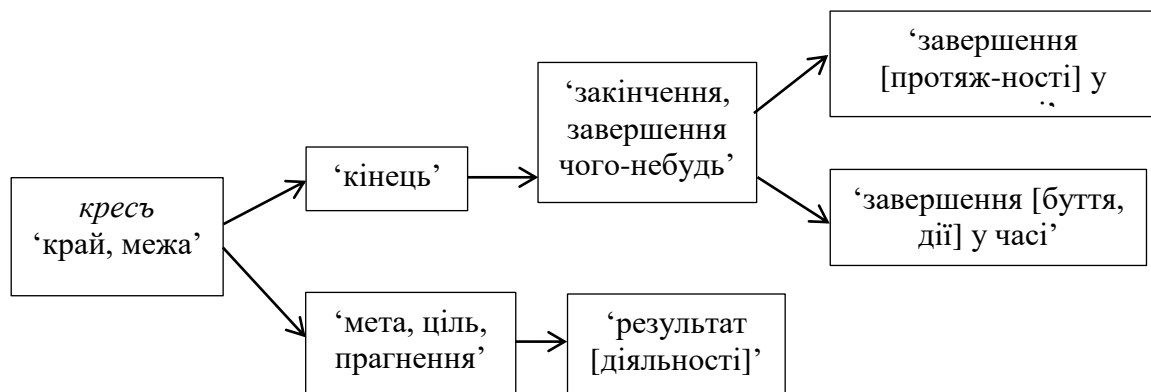 кресъ
‘край, межа’
‘кінець’
‘закінчення,
завершення
чого-небудь’
‘завершення
[протяж-ності] у
‘завершення [буття,
дії] у часі’
‘мета, ціль,
прагнення’
‘результат
[діяльності]’